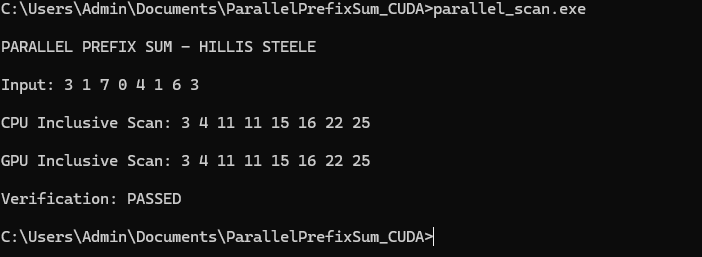 C:\Users\Admin\Documents\ParallelPrefixSum_CUDA>parallel_scan.exe
PARALLEL PREFIX SUM - HILLIS STEELE
Input: 3 1 7 0 4 1 6 3
CPU Inclusive Scan: 3 4 11 11 15 16 22 25
GPU Inclusive Scan: 3 4 11 11 15 16 22 25
Verification: PASSED
C:\Users\Admin\Documents\ParallelPrefixSum_CUDA>